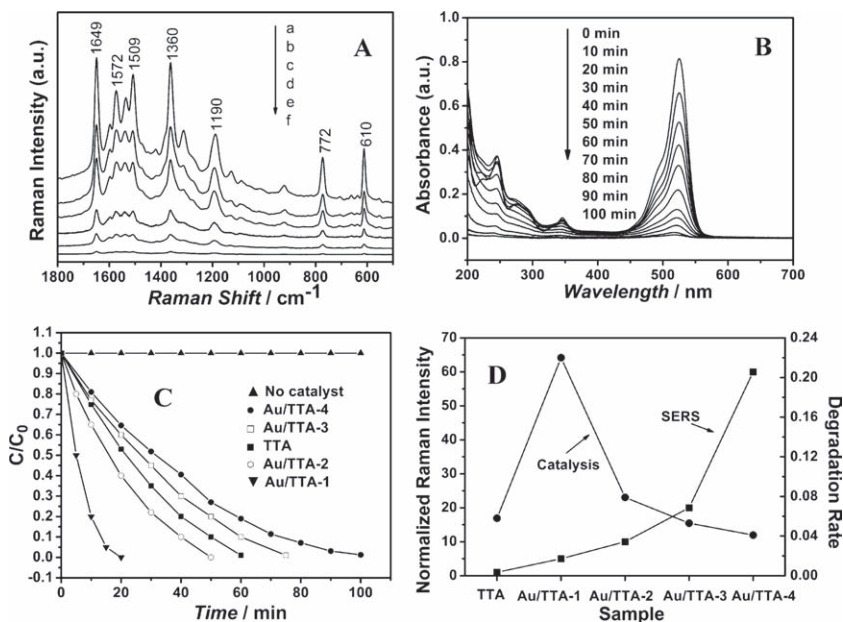 A
1649
1572
1509
1360
1190
772
610
a
b
c
d
e
f
Raman Intensity (a.u.)
1800 1600 1400 1200 1000 800 600
Raman Shift / cm-1
B
0 min
10 min
20 min
30 min
40 min
50 min
60 min
70 min
80 min
90 min
100 min
Absorbance (a.u.)
1.0
0.8
0.6
0.4
0.2
0.0
200 300 400 500 600 700
Wavelength / nm
C
No catalyst
Au/TTA-4
Au/TTA-3
TTA
Au/TTA-2
Au/TTA-1
C/C0
1.1
1.0
0.9
0.8
0.7
0.6
0.5
0.4
0.3
0.2
0.1
0.0
-0.1
0 20 40 60 80 100
Time / min
D
SERS
Catalysis
Normalized Raman Intensity
70
60
50
40
30
20
10
0
Degradation Rate
0.24
0.20
0.16
0.12
0.08
0.04
0.00
TTA Au/TTA-1 Au/TTA-2 Au/TTA-3 Au/TTA-4
Sample